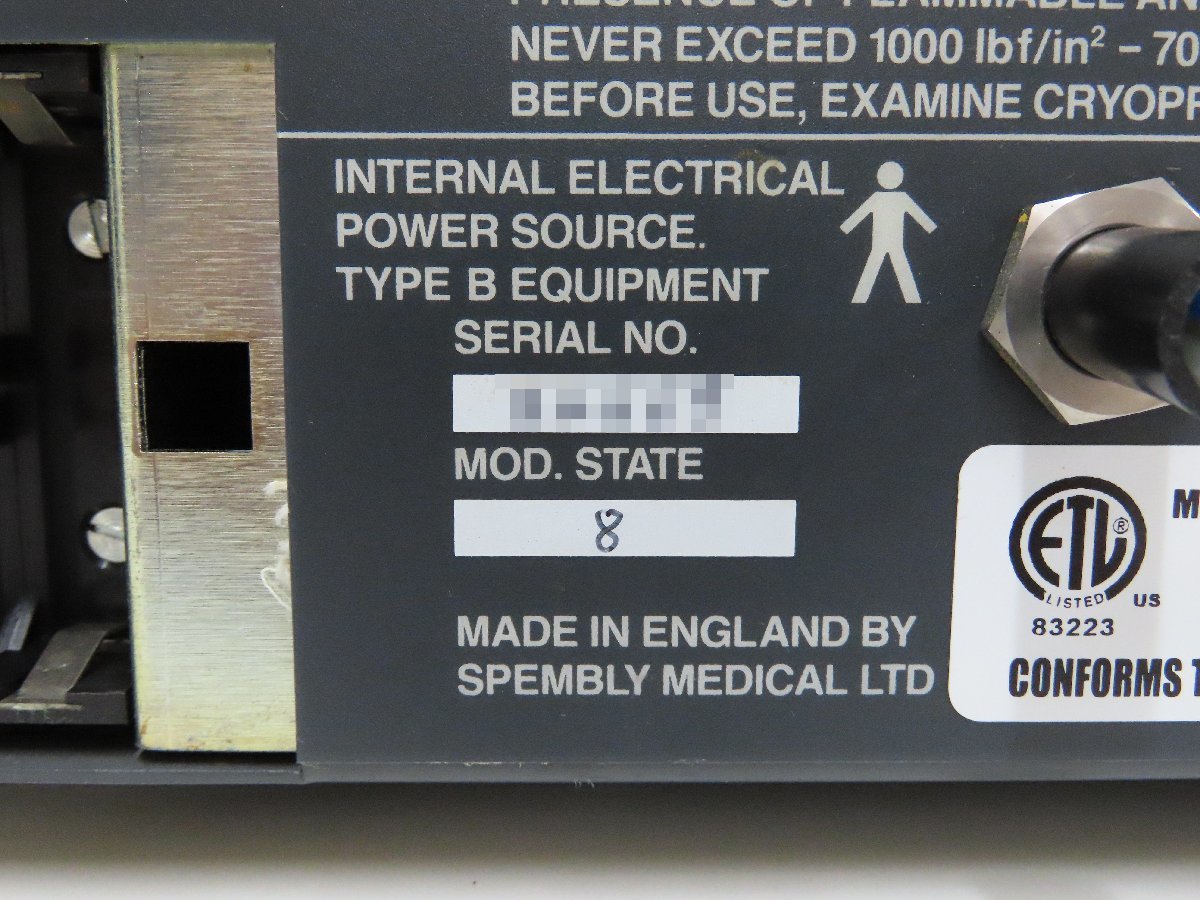 NEVER EXCEED 1000 lbf/in² – 70
BEFORE USE, EXAMINE
INTERNAL ELECTRICAL
POWER SOURCE.
TYPE B EQUIPMENT
SERIAL NO.
MOD. STATE
8
MADE IN ENGLAND BY
SPEMBLY MEDICAL LTD
ETL ®
LISTED
US
83223
CONFORMS